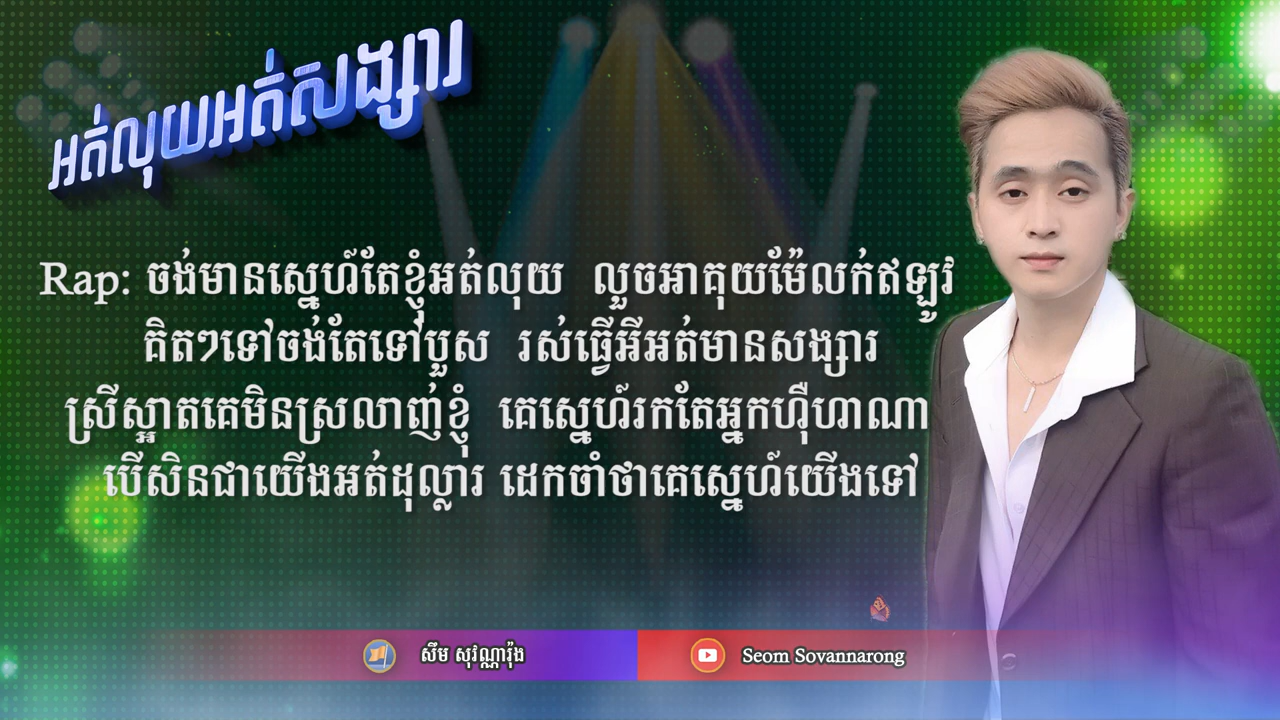 អត់លុយអត់សង្សារ
Rap: ចង់មានស្នេហ៍តែខ្ញុំអត់លុយ លួចអាគុយម៉ែលក់ឥឡូវ
គិតៗទៅចង់តែទៅបួស រស់ធ្វើអីអត់មានសង្សារ
ស្រីស្អាតគេមិនស្រលាញ់ខ្ញុំ គេស្នេហ៍រកតែអ្នកហ៊ឺហាណា
បើសិនជាយើងអត់ដុល្លារ ដេកចាំថាគេស្នេហ៍យើងទៅ
សឹម សុវណ្ណារ៉ុង
Seom Sovannarong